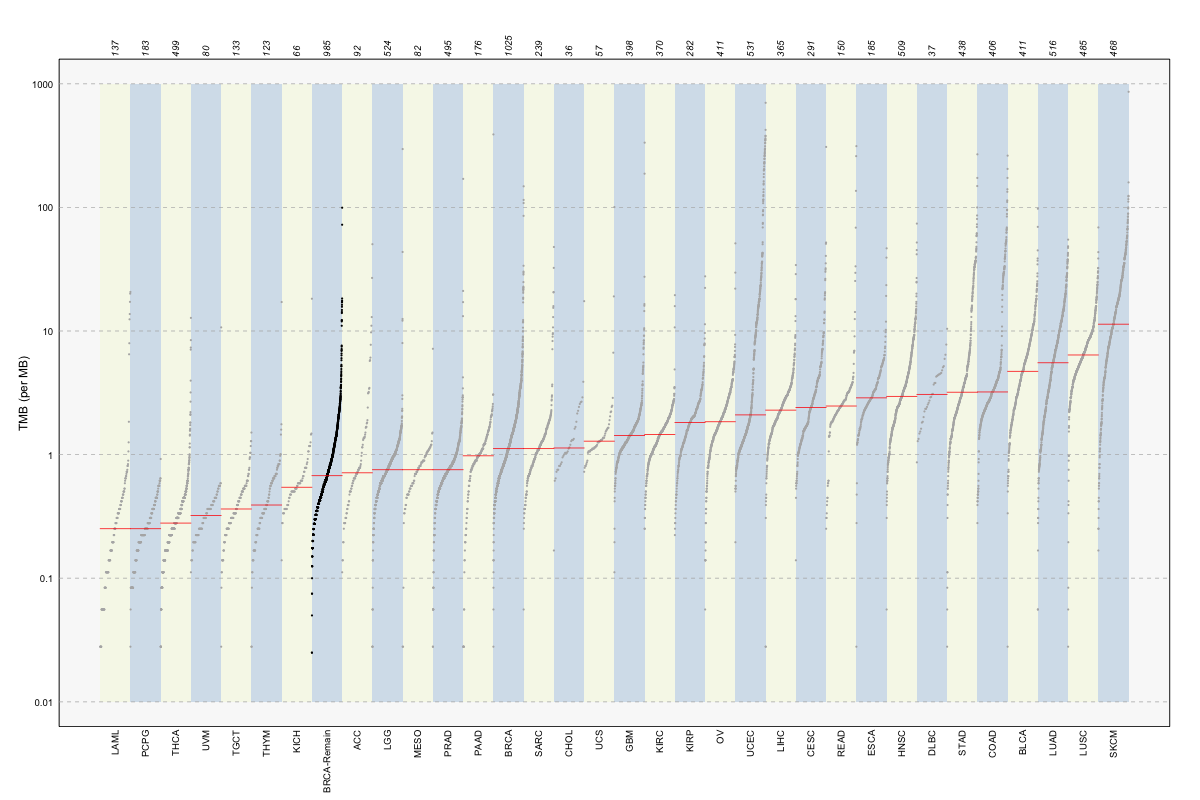 137 183 499 80 133 123 66 985 92 524 82 495 176 1025 239 36 57 398 370 282 411 531 365 291 150 185 509 37 438 406 411 516 485 468
1000
100
10
1
0.1
0.01
TMB (per MB)
LAML PCPG THCA UVM TGCT THYM KICH BRCA-Remain ACC LGG MESO PRAD PAAD BRCA SARC CHOL UCS GBM KIRC KIRP OV UCEC LIHC CESC READ ESCA HNSC DLBC STAD COAD BLCA LUAD LUSC SKCM